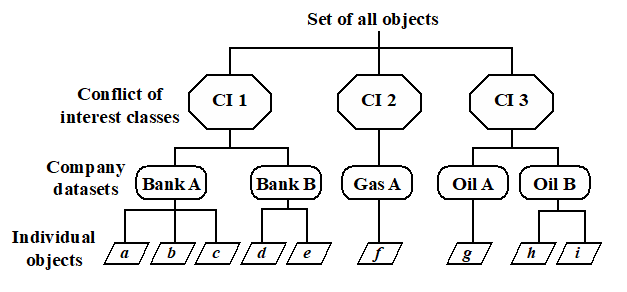 Set of all objects
Conflict of
interest classes
CI 1
CI 2
CI 3
Company
datasets
Bank A
Bank B
Gas A
Oil A
Oil B
Individual
objects
a
b
c
d
e
f
g
h
i